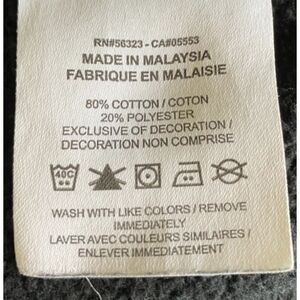 RN#56323 - CA#05553
MADE IN MALAYSIA
FABRIQUE EN MALAISIE
80% COTTON / COTON
20% POLYESTER
EXCLUSIVE OF DECORATION /
DECORATION NON COMPRISE
40C
WASH WITH LIKE COLORS / REMOVE
IMMEDIATELY
LAVER AVEC COULEURS SIMILAIRES /
ENLEVER IMMEDIATEMENT